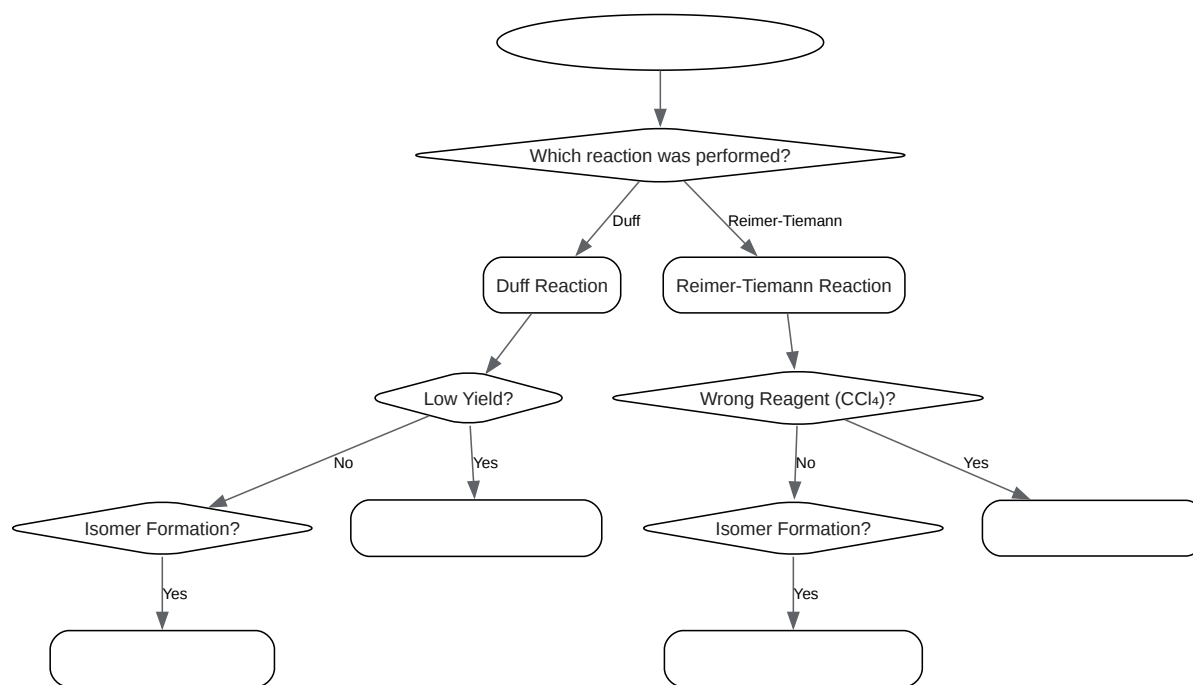 Which reaction was performed?
Duff
Reimer-Tiemann
Duff Reaction
Reimer-Tiemann Reaction
Low Yield?
Wrong Reagent (CCl₄)?
No
Yes
No
Yes
Isomer Formation?
Isomer Formation?
Yes
Yes